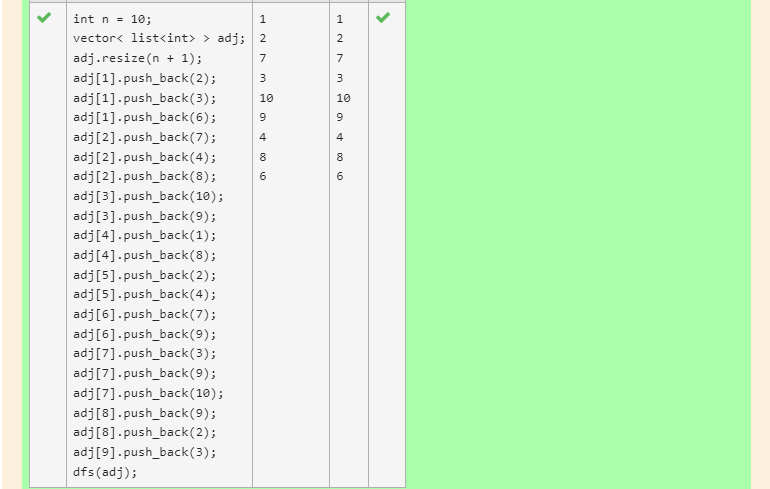 int n = 10; 1 1
vector< list<int> > adj; 2 2
adj.resize(n + 1); 7 7
adj[1].push_back(2); 3 3
adj[1].push_back(3); 10 10
adj[1].push_back(6); 9 9
adj[2].push_back(7); 4 4
adj[2].push_back(4); 8 8
adj[2].push_back(8); 6 6
adj[3].push_back(10);
adj[3].push_back(9);
adj[4].push_back(1);
adj[4].push_back(8);
adj[5].push_back(2);
adj[5].push_back(4);
adj[6].push_back(7);
adj[6].push_back(9);
adj[7].push_back(3);
adj[7].push_back(9);
adj[7].push_back(10);
adj[8].push_back(9);
adj[8].push_back(2);
adj[9].push_back(3);
dfs(adj);